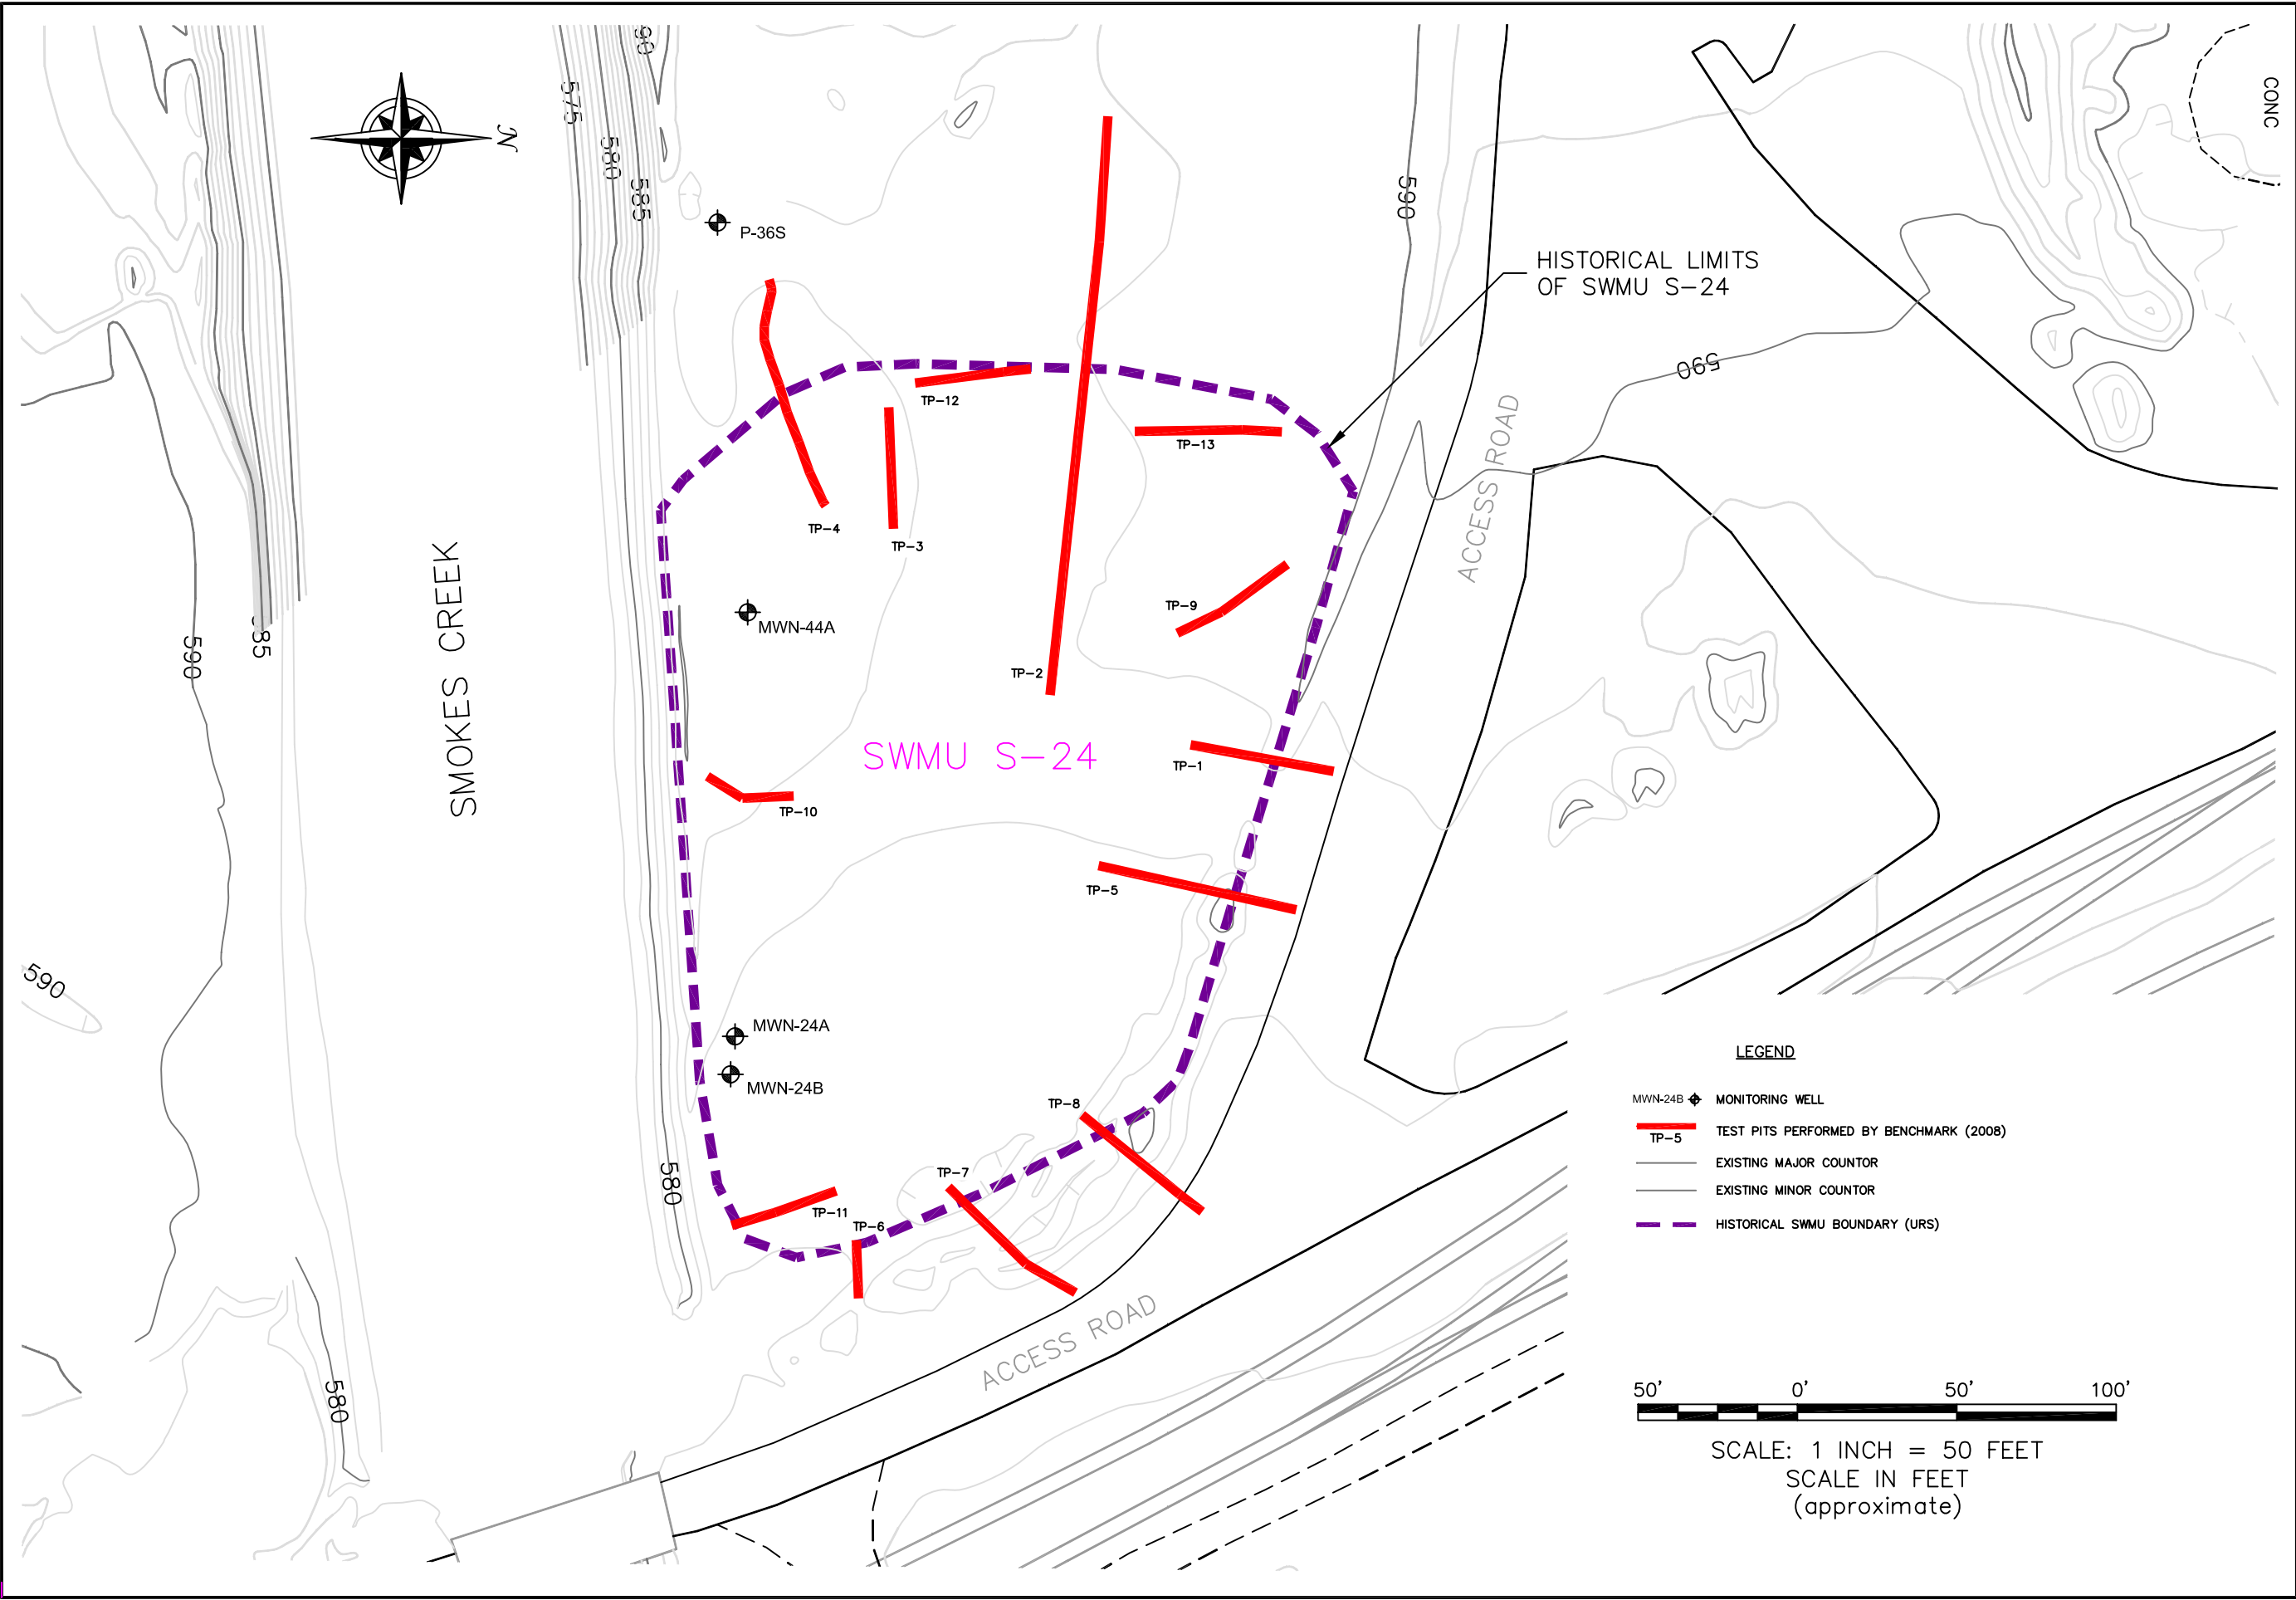 90
575
580
585
N
P-36S
590
CONC
HISTORICAL LIMITS
OF SWMU S-24
590
TP-12
TP-13
ACCESS ROAD
TP-4
TP-3
SMOKES CREEK
TP-9
MWN-44A
590
85
TP-2
SWMU S-24
TP-1
TP-10
TP-5
590
MWN-24A
MWN-24B
TP-8
580
TP-7
TP-11
TP-6
ACCESS ROAD
580
LEGEND
MWN-24B MONITORING WELL
TP-5 TEST PITS PERFORMED BY BENCHMARK (2008)
EXISTING MAJOR COUNTOR
EXISTING MINOR COUNTOR
HISTORICAL SWMU BOUNDARY (URS)
50' 0' 50' 100'
SCALE: 1 INCH = 50 FEET
SCALE IN FEET
(approximate)